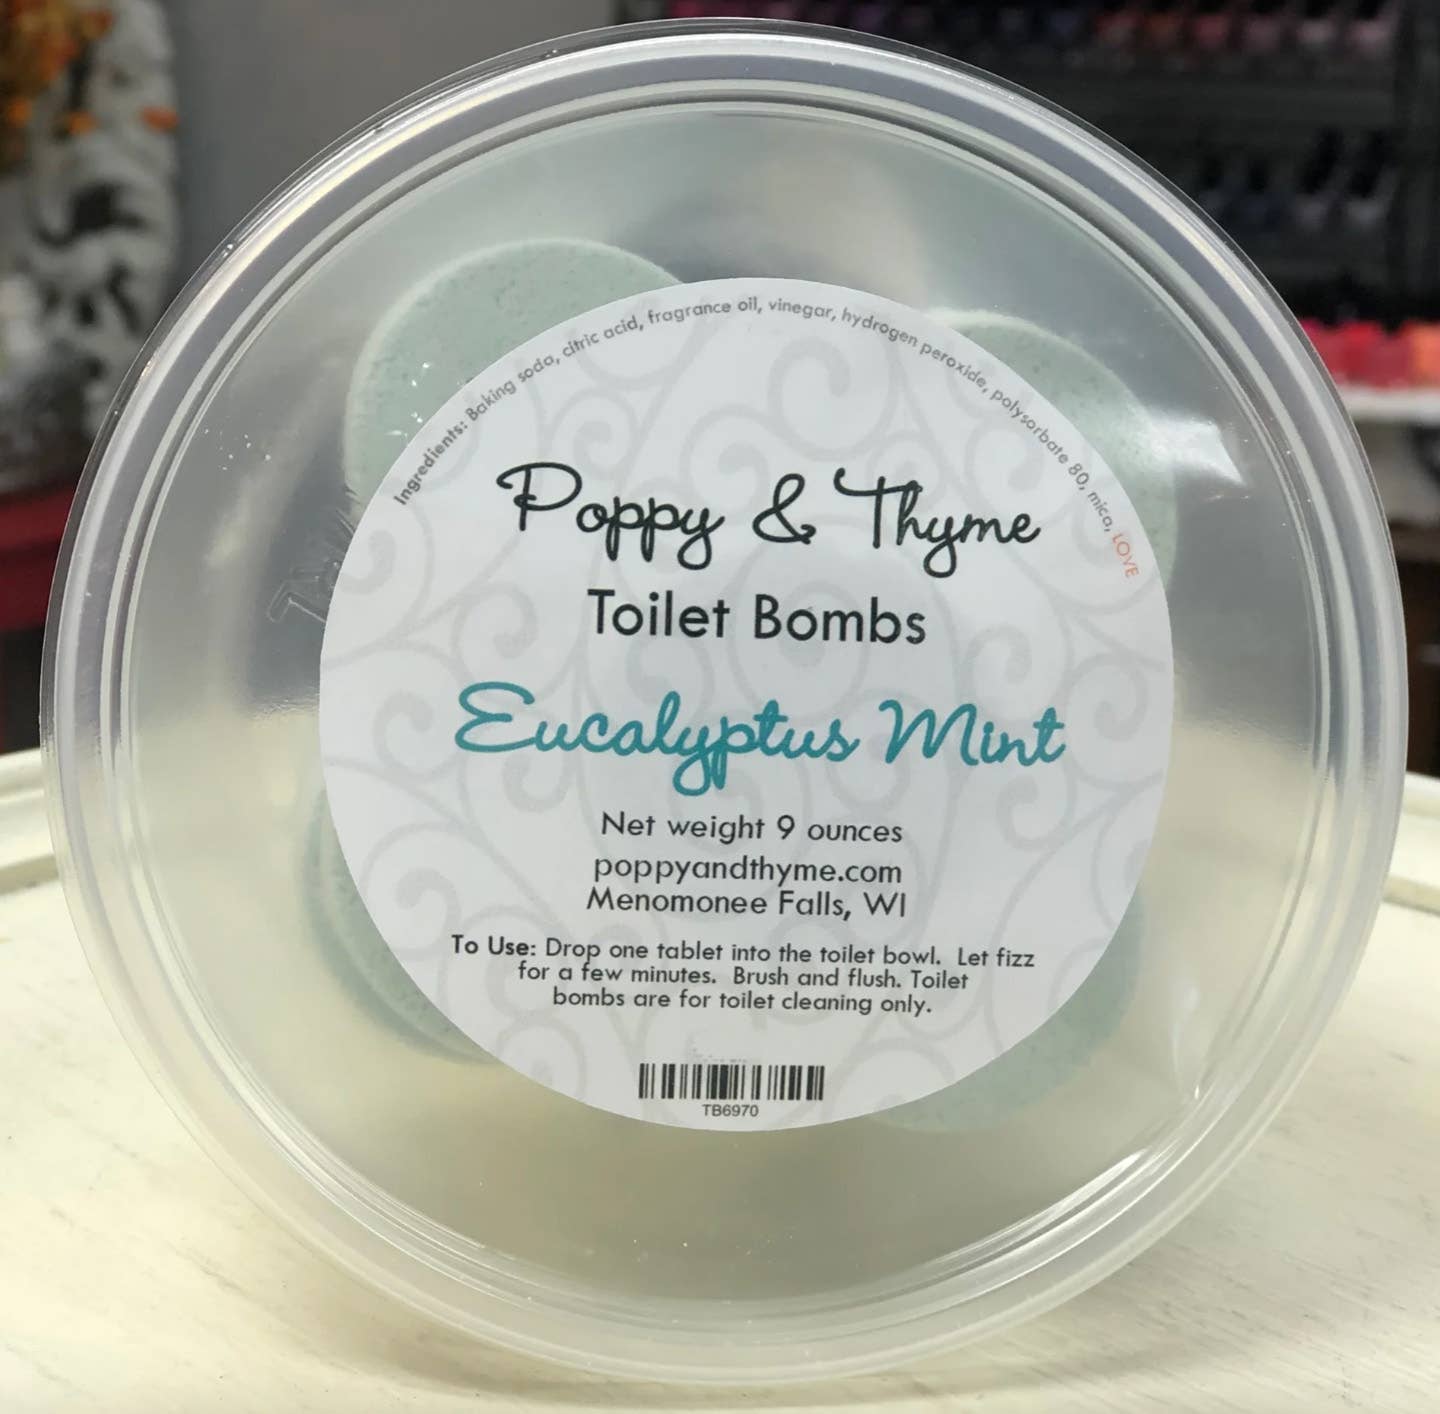 Ingredients: Baking soda, citric acid, fragrance oil, vinegar, hydrogen peroxide, polysorbate 80, mica, LOVE
Poppy & Thyme
Toilet Bombs
Eucalyptus Mint
Net weight 9 ounces
poppyandthyme.com
Menomonee Falls, WI
To Use: Drop one tablet into the toilet bowl. Let fizz
for a few minutes. Brush and flush. Toilet
bombs are for toilet cleaning only.
TB6970